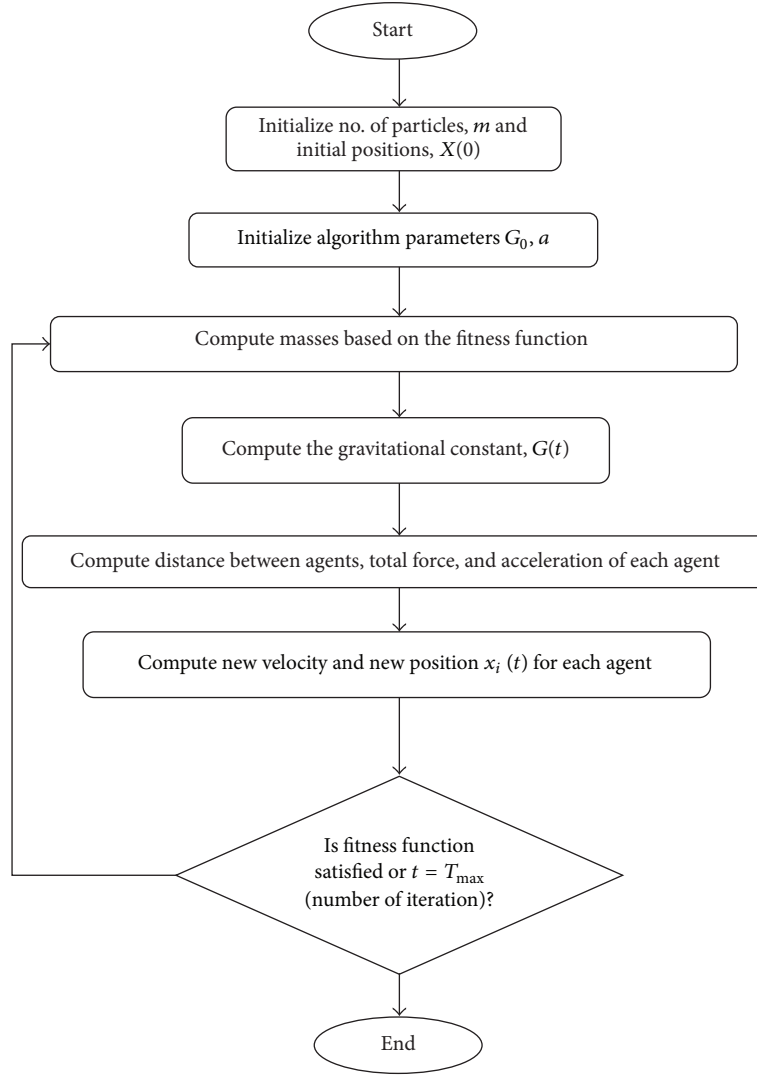 Start
Initialize no. of particles, m and
initial positions, X(0)
Initialize algorithm parameters G₀, a
Compute masses based on the fitness function
Compute the gravitational constant, G(t)
Compute distance between agents, total force, and acceleration of each agent
Compute new velocity and new position xᵢ (t) for each agent
Is fitness function
satisfied or t = Tmax
(number of iteration)?
End